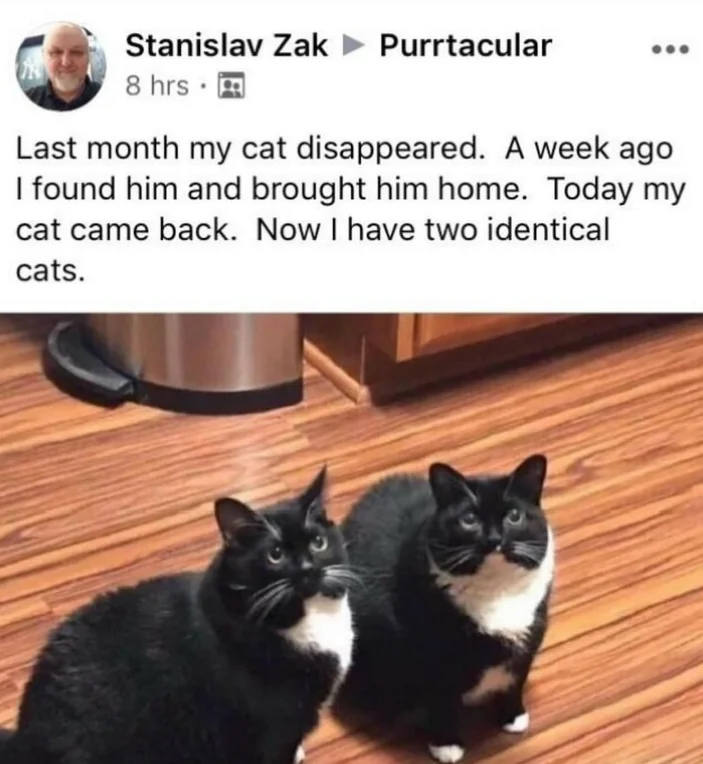 Stanislav Zak ▶ Purrtacular
8 hrs ·
Last month my cat disappeared.  A week ago
I found him and brought him home.  Today my
cat came back.  Now I have two identical
cats.